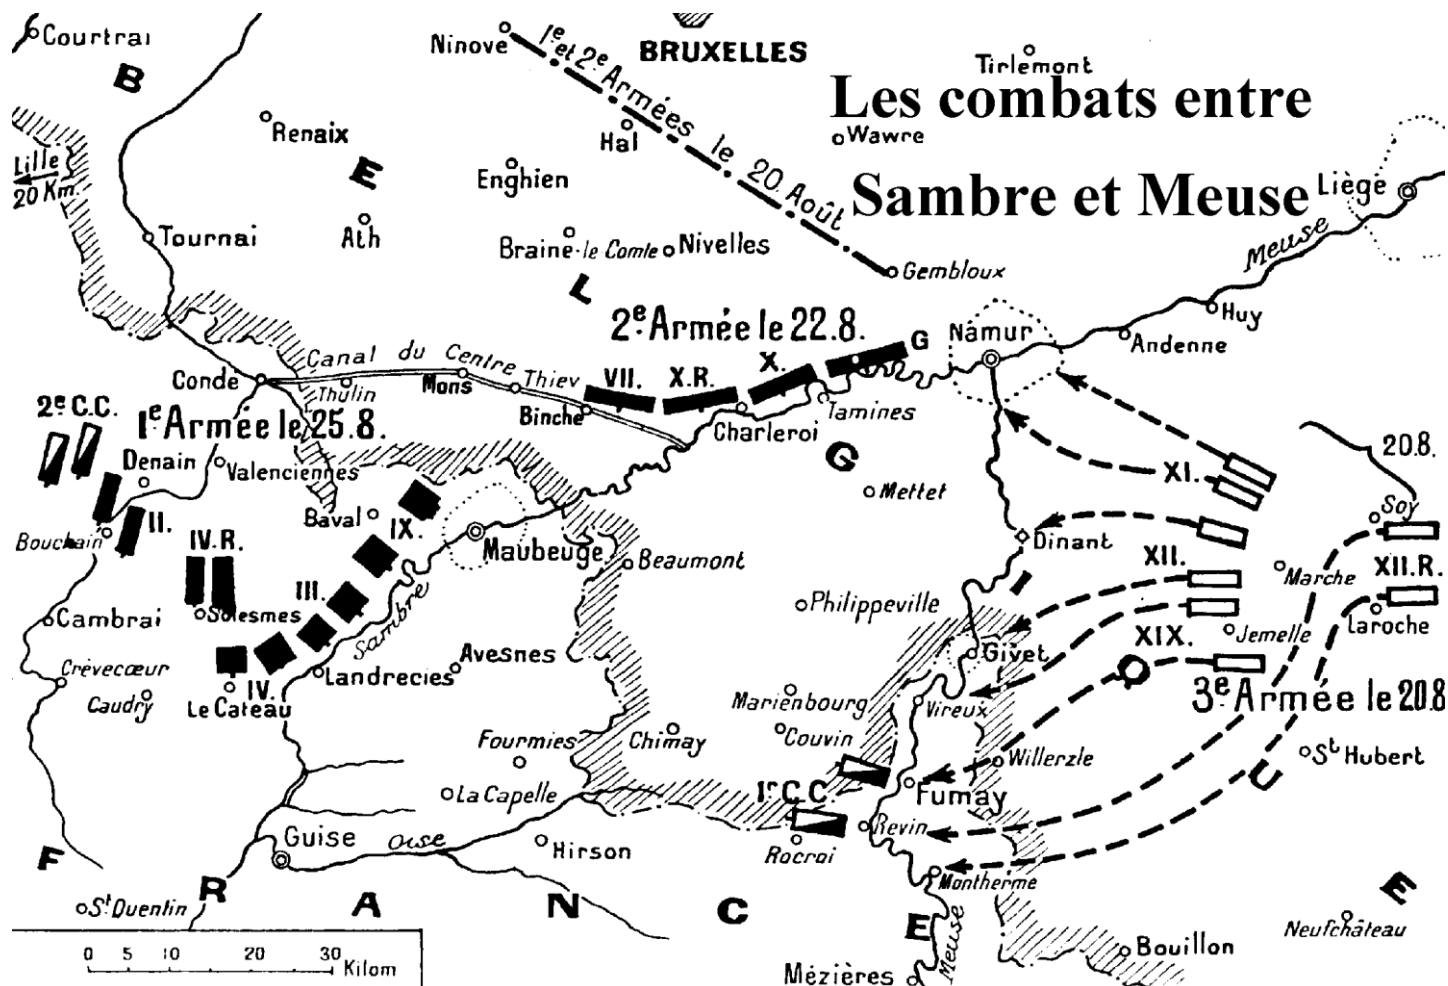 Courtrai
Ninove
1e et 2e Armées le 20 Août
BRUXELLES
Tirlemont
Les combats entre
Sambre et Meuse
B
Renaix
Hal
Wawre
Lille
20 Km.
E
Enghien
Liège
Tournai
Ath
Braine-le Comte
Nivelles
Gembloux
Meuse
L
2e Armée le 22.8.
G
Namur
Huy
Andenne
Canal du Centre
Conde
Thulin
Mons
Thiev
Binche
VII.
X.R.
X.
Charleroi
Tamines
2e C.C.
1e Armée le 25.8.
Denain
Valenciennes
G
XI.
20.8.
Mettet
Soy
Bouchain
II.
IV.R.
Baval
IX.
Maubeuge
Beaumont
Dinant
I
XII.
Marche
XII.R.
Cambrai
Solesmes
III.
Sambre
Philippeville
XIX.
Jemelle
Laroche
Crèvecœur
Caudry
IV.
Le Cateau
Landrecies
Avesnes
Givet
Q
3e Armée le 20.8
Marienbourg
Vireux
Fourmies
Chimay
Couvin
Willerzle
St Hubert
U
La Capelle
1r C.C
Fumay
Guise
Oise
Hirson
Rocroi
Revin
Montherme
F
R
A
N
C
E
E
St Quentin
Meuse
Neufchâteau
Bouillon
Mézières
0 5 10 20 30 Kilom